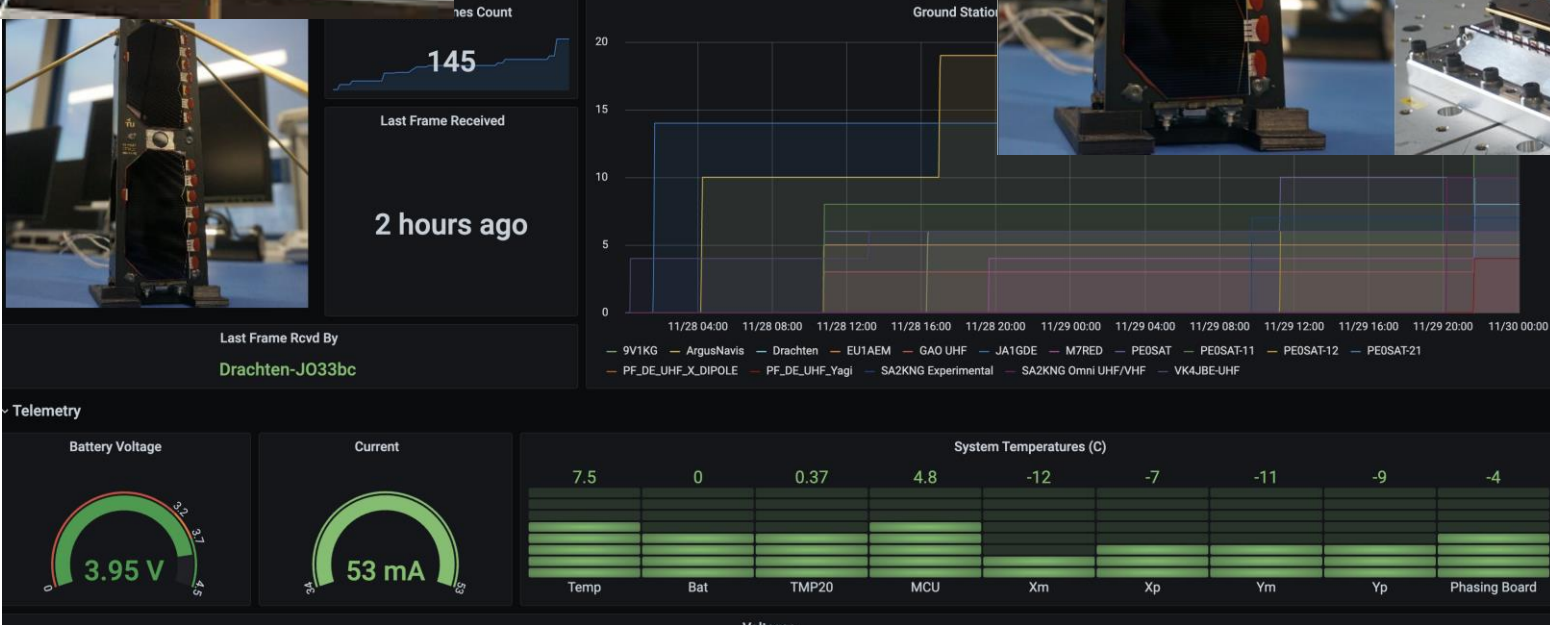 nes Count
145
Last Frame Received
2 hours ago
Last Frame Rcvd By
Drachten-JO33bc
Ground Station
20
15
10
5
0
11/28 04:00 11/28 08:00 11/28 12:00 11/28 16:00 11/28 20:00 11/29 00:00 11/29 04:00 11/29 08:00 11/29 12:00 11/29 16:00 11/29 20:00 11/30 00:00
9V1KG ArgusNavis Drachten EU1AEM GAO UHF JA1GDE M7RED PE0SAT PE0SAT-11 PE0SAT-12 PE0SAT-21
PF_DE_UHF_X_DIPOLE PF_DE_UHF_Yagi SA2KNG Experimental SA2KNG Omni UHF/VHF VK4JBE-UHF
Telemetry
Battery Voltage
3.2
3.7
3.95 V
0
4.5
Current
53 mA
34
53
System Temperatures (C)
7.5 0 0.37 4.8 -12 -7 -11 -9 -4
Temp Bat TMP20 MCU Xm Xp Ym Yp Phasing Board